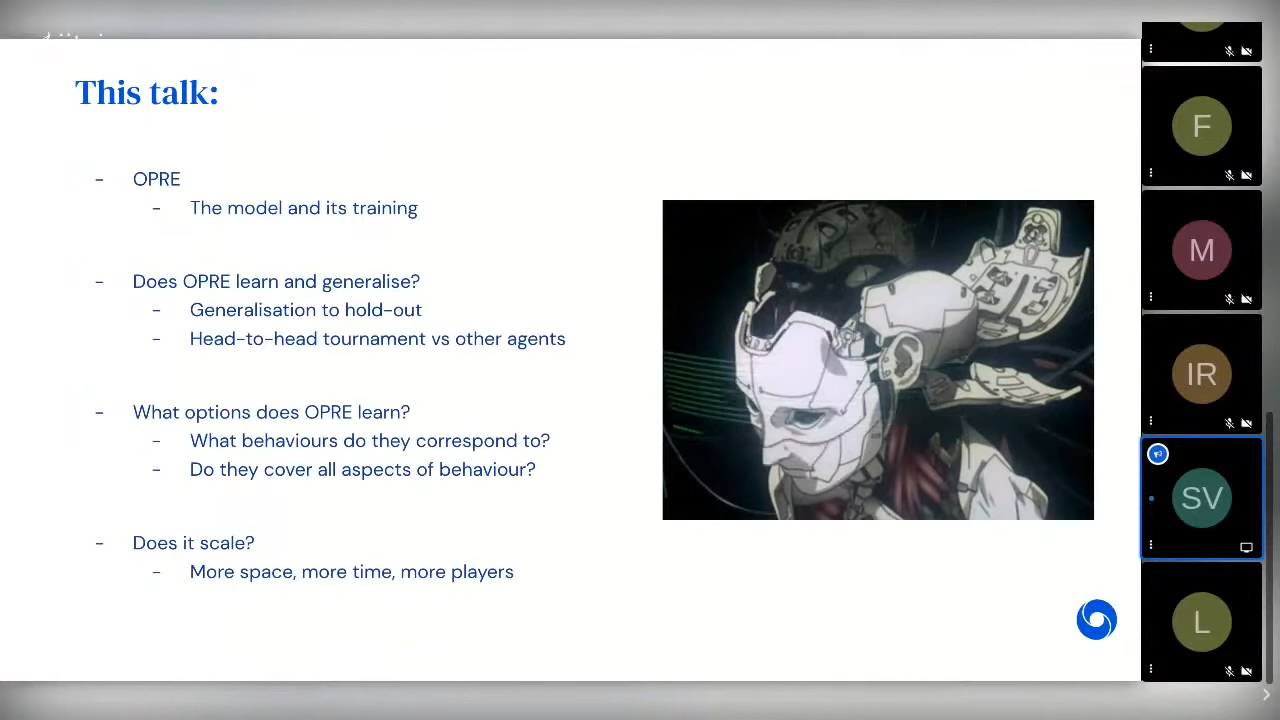 This talk:
- OPRE
- The model and its training
- Does OPRE learn and generalise?
- Generalisation to hold-out
- Head-to-head tournament vs other agents
- What options does OPRE learn?
- What behaviours do they correspond to?
- Do they cover all aspects of behaviour?
- Does it scale?
- More space, more time, more players
F
M
IR
SV
L